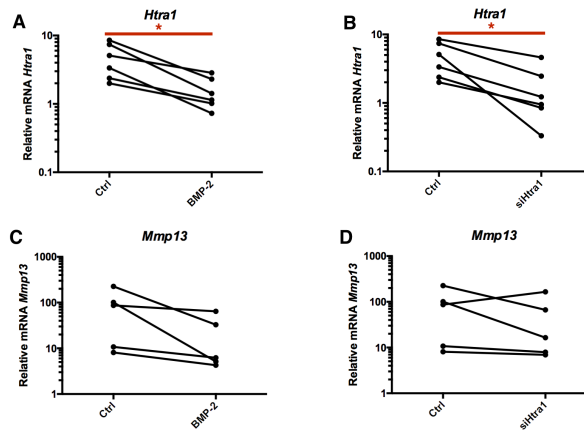 A
Htra1
*
Relative mRNA Htra1
10
1
0.1
Ctrl
BMP-2
B
Htra1
*
Relative mRNA Htra1
10
1
0.1
Ctrl
siHtra1
C
Mmp13
Relative mRNA Mmp13
1000
100
10
1
Ctrl
BMP-2
D
Mmp13
Relative mRNA Mmp13
1000
100
10
1
Ctrl
siHtra1